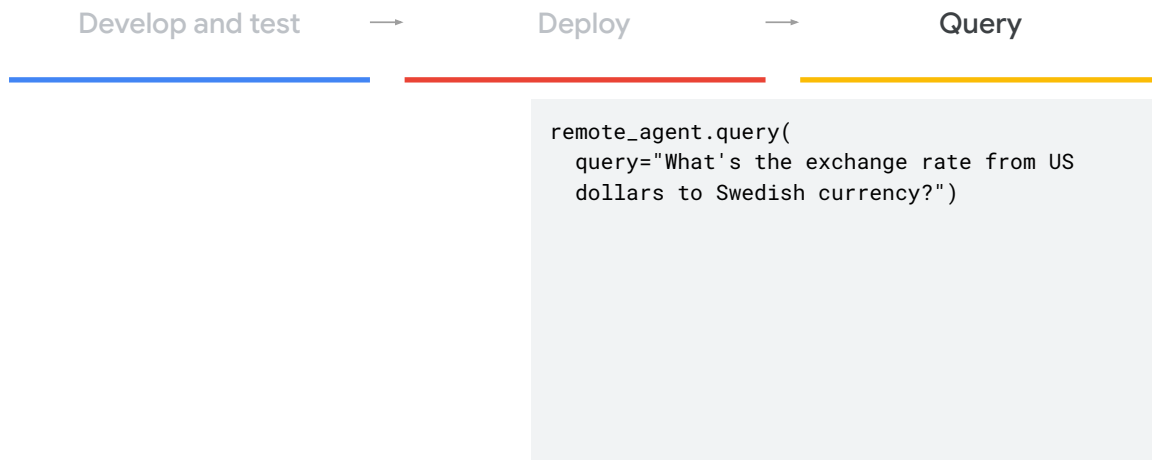 Develop and test → Deploy → Query
remote_agent.query(
  query="What's the exchange rate from US
  dollars to Swedish currency?")